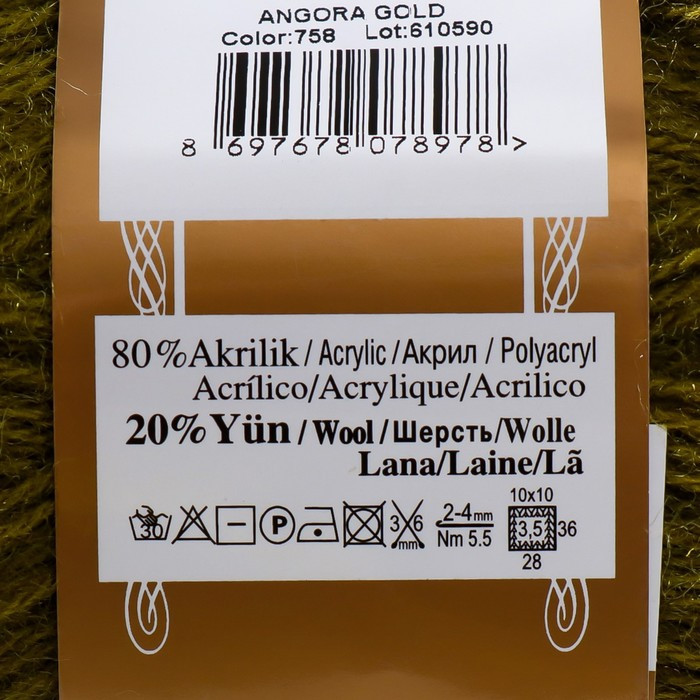 ANGORA GOLD
Color:758 Lot:610590
8 697678 078978 >
80%Akrilik / Acrylic / Акрил / Polyacryl
Acrílico/Acrylique/Acrilico
20%Yün / Wool / Шерсть/Wolle
Lana/Laine/Lã
30 P 3 6 mm 2-4mm Nm 5.5 10x10 3,5 36 28